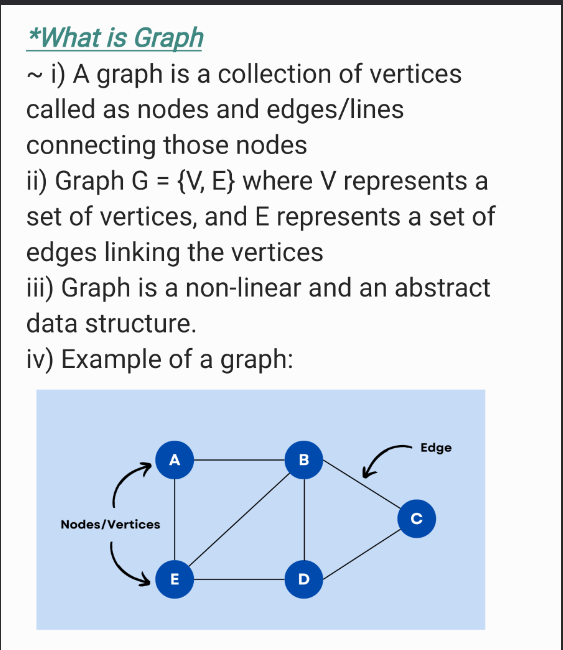 *What is Graph
~ i) A graph is a collection of vertices
called as nodes and edges/lines
connecting those nodes
ii) Graph G = {V, E} where V represents a
set of vertices, and E represents a set of
edges linking the vertices
iii) Graph is a non-linear and an abstract
data structure.
iv) Example of a graph:
Edge
A
B
C
Nodes/Vertices
E
D